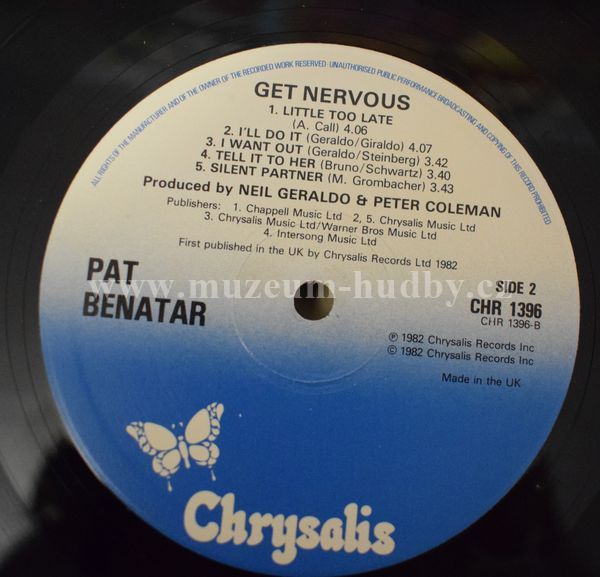 ALL RIGHTS OF THE MANUFACTURER AND OF THE OWNER OF THE RECORDED WORK RESERVED · UNAUTHORISED PUBLIC PERFORMANCE BROADCASTING AND COPYING OF THIS RECORD PROHIBITED
GET NERVOUS
1. LITTLE TOO LATE
(A. Call) 4.06
2. I'LL DO IT (Geraldo/Giraldo) 4.07
3. I WANT OUT (Geraldo/Steinberg) 3.42
4. TELL IT TO HER (Bruno/Schwartz) 3.40
5. SILENT PARTNER (M. Grombacher) 3.43
Produced by NEIL GERALDO & PETER COLEMAN
Publishers: 1. Chappell Music Ltd 2, 5. Chrysalis Music Ltd
3. Chrysalis Music Ltd/Warner Bros Music Ltd
4. Intersong Music Ltd
First published in the UK by Chrysalis Records Ltd 1982
www.muzeum-hudby.cz
PAT
BENATAR
SIDE 2
CHR 1396
CHR 1396-B
℗ 1982 Chrysalis Records Inc
© 1982 Chrysalis Records Inc
Made in the UK
Chrysalis